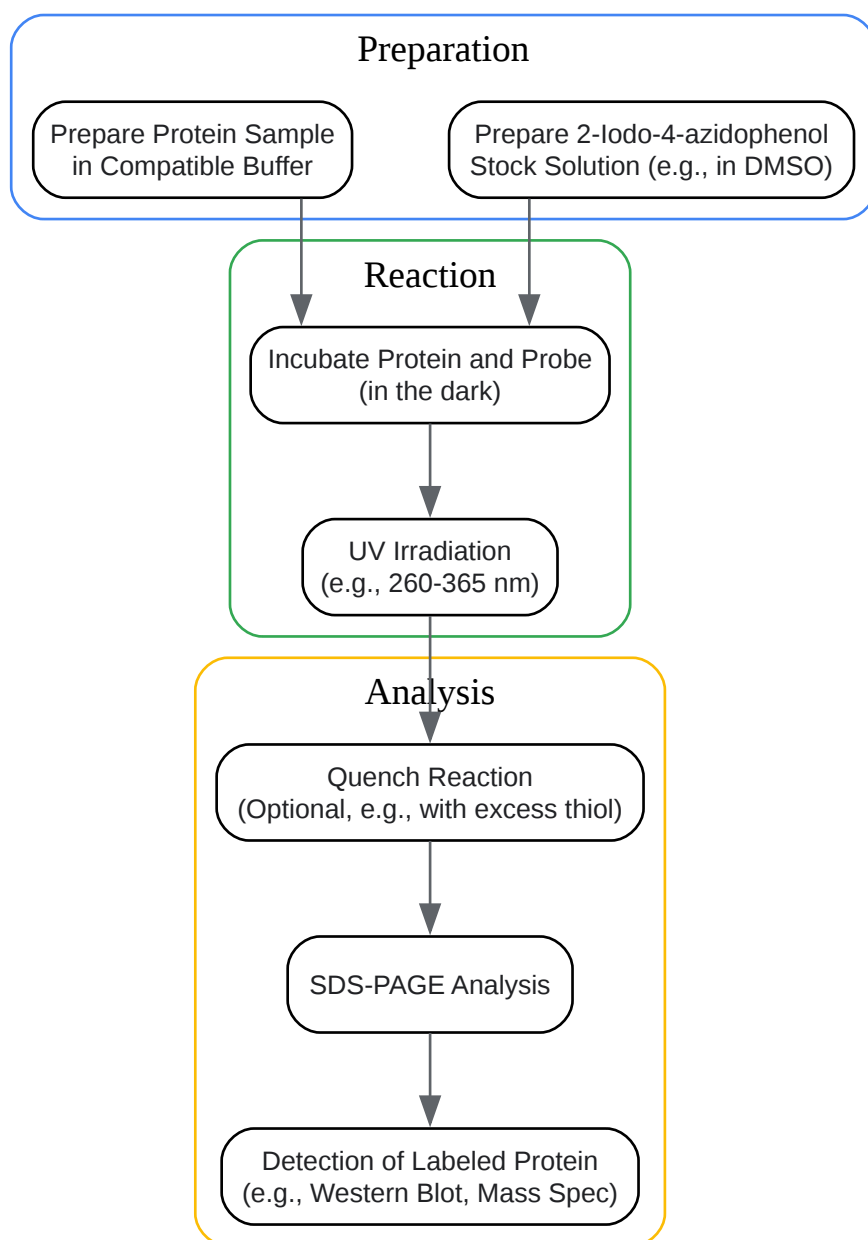 Preparation
Prepare Protein Sample
in Compatible Buffer
Prepare 2-Iodo-4-azidophenol
Stock Solution (e.g., in DMSO)
Reaction
Incubate Protein and Probe
(in the dark)
UV Irradiation
(e.g., 260-365 nm)
Analysis
Quench Reaction
(Optional, e.g., with excess thiol)
SDS-PAGE Analysis
Detection of Labeled Protein
(e.g., Western Blot, Mass Spec)